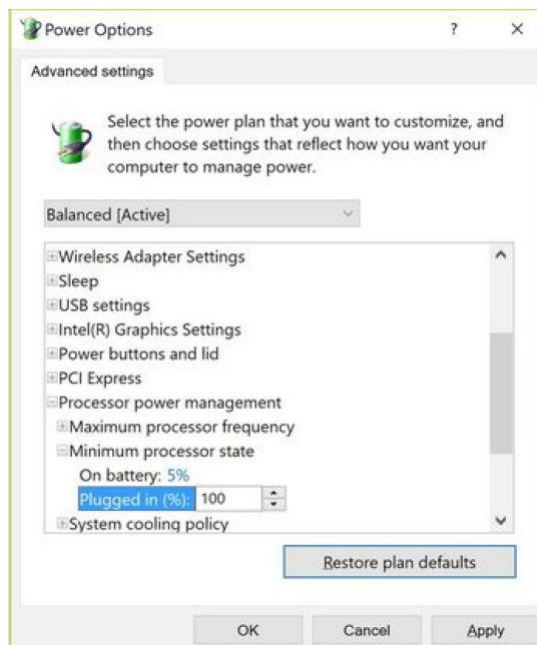 Power Options
?
Advanced settings
Select the power plan that you want to customize, and
then choose settings that reflect how you want your
computer to manage power.
Balanced [Active]
Wireless Adapter Settings
Sleep
USB settings
Intel(R) Graphics Settings
Power buttons and lid
PCI Express
Processor power management
Maximum processor frequency
Minimum processor state
On battery: 5%
Plugged in (%): 100
System cooling policy
Restore plan defaults
OK Cancel Apply